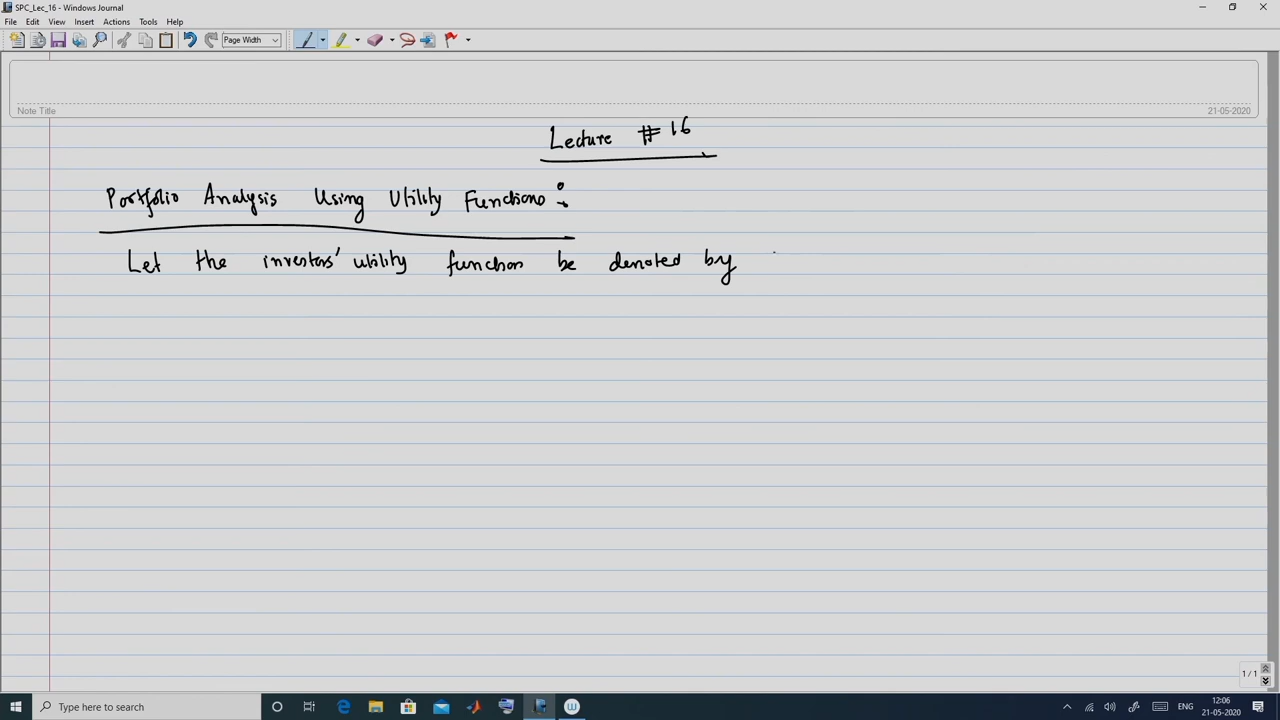 SPC_Lec_16 - Windows Journal
File Edit View Insert Actions Tools Help
Page Width
Note Title
21-05-2020
Lecture # 16
Portfolio Analysis Using Utility Functions :
Let the investors' utility function be denoted by
1 / 1
Type here to search
12:06
21-05-2020